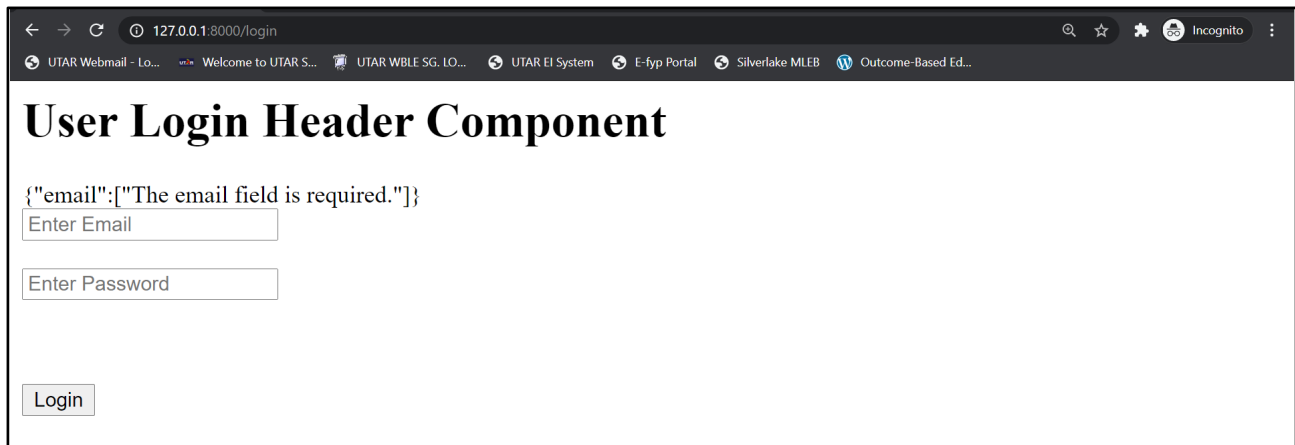 127.0.0.1:8000/login Incognito
UTAR Webmail - Lo... Welcome to UTAR S... UTAR WBLE SG. LO... UTAR EI System E-fyp Portal Silverlake MLEB Outcome-Based Ed...
User Login Header Component
{"email":["The email field is required."]}
Enter Email
Enter Password
Login